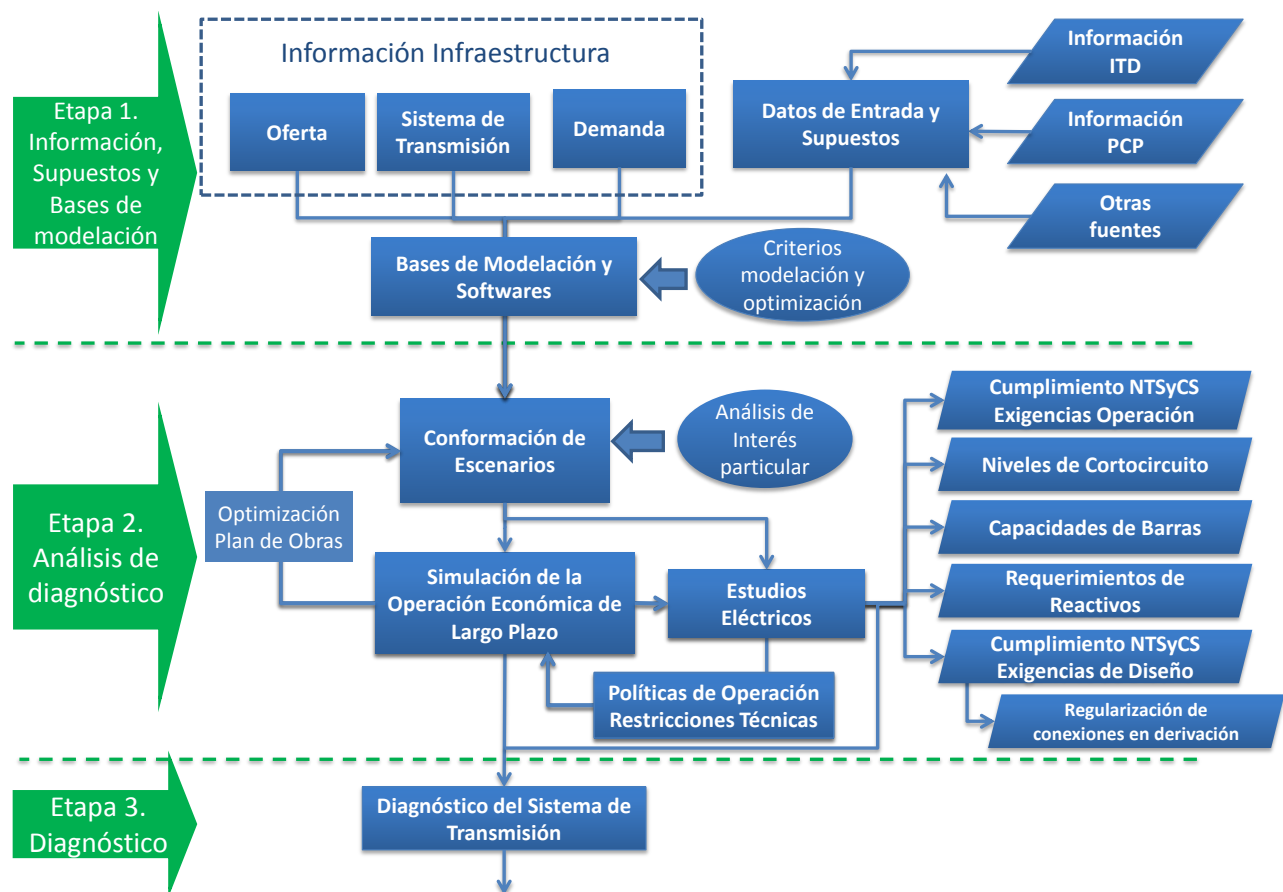 Etapa 1.
Información,
Supuestos y
Bases de
modelación
Información Infraestructura
Oferta
Sistema de
Transmisión
Demanda
Datos de Entrada y
Supuestos
Información
ITD
Información
PCP
Otras
fuentes
Bases de Modelación y
Softwares
Criterios
modelación y
optimización
Etapa 2.
Análisis de
diagnóstico
Conformación de
Escenarios
Análisis de
Interés
particular
Optimización
Plan de Obras
Simulación de la
Operación Económica de
Largo Plazo
Estudios
Eléctricos
Políticas de Operación
Restricciones Técnicas
Cumplimiento NTSyCS
Exigencias Operación
Niveles de Cortocircuito
Capacidades de Barras
Requerimientos de
Reactivos
Cumplimiento NTSyCS
Exigencias de Diseño
Regularización de
conexiones en derivación
Etapa 3.
Diagnóstico
Diagnóstico del Sistema de
Transmisión